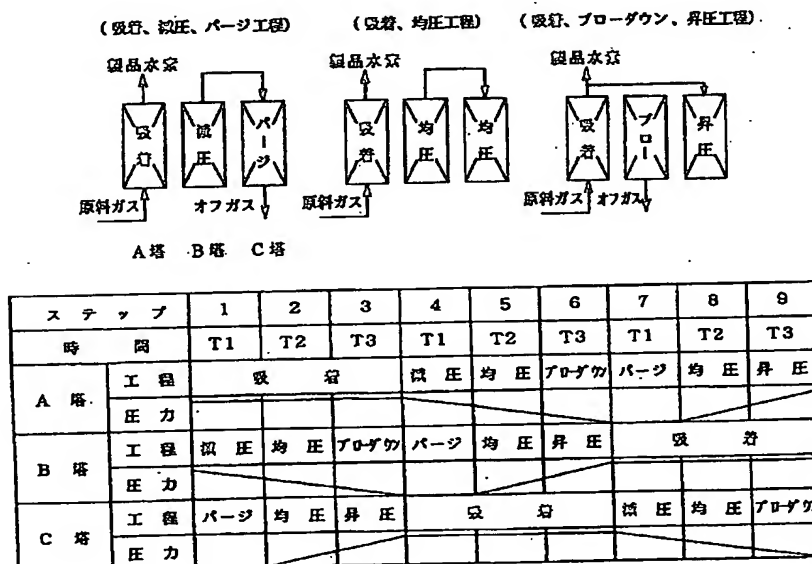 (吸着、減圧、パージ工程) (吸着、均圧工程) (吸着、ブローダウン、昇圧工程)
製品水素 製品水素 製品水素
吸着 減圧 パージ 吸着 均圧 均圧 吸着 ブロー 昇圧
原料ガス オフガス 原料ガス 原料ガス オフガス
A塔 B塔 C塔
ステップ 1 2 3 4 5 6 7 8 9
時間 T1 T2 T3 T1 T2 T3 T1 T2 T3
A塔 工程 吸着 減圧 均圧 ブローダウン パージ 均圧 昇圧
圧力
B塔 工程 減圧 均圧 ブローダウン パージ 均圧 昇圧 吸着
圧力
C塔 工程 パージ 均圧 昇圧 吸着 減圧 均圧 ブローダウン
圧力